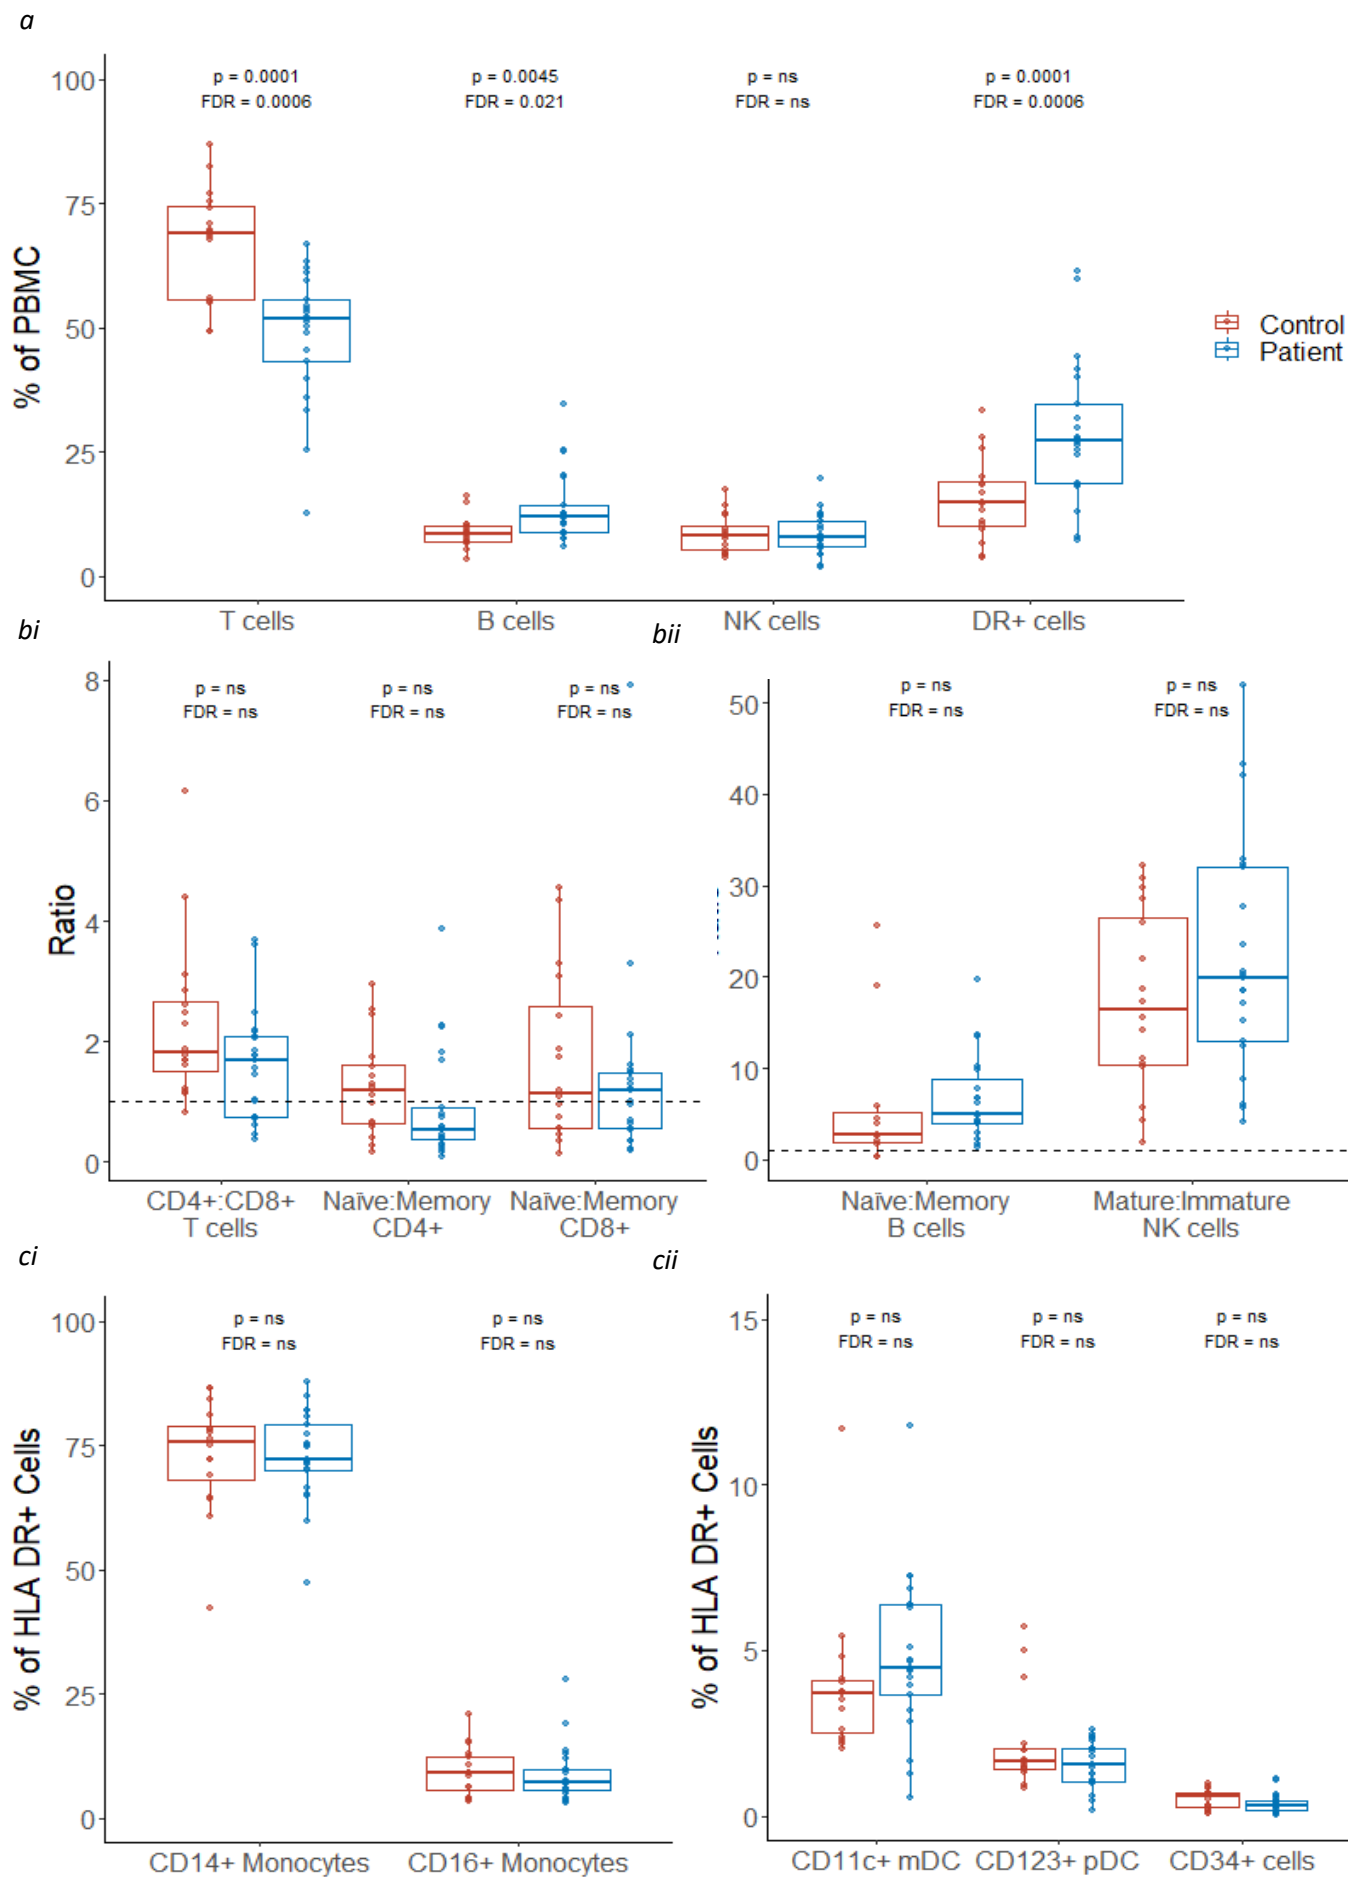 a
100
75
50
25
0
% of PBMC
p = 0.0001
FDR = 0.0006
p = 0.0045
FDR = 0.021
p = ns
FDR = ns
p = 0.0001
FDR = 0.0006
T cells
B cells
NK cells
DR+ cells
Control
Patient
bi
8
6
4
2
0
Ratio
p = ns
FDR = ns
p = ns
FDR = ns
p = ns
FDR = ns
CD4+:CD8+
T cells
Naïve:Memory
CD4+
Naïve:Memory
CD8+
bii
50
40
30
20
10
0
p = ns
FDR = ns
p = ns
FDR = ns
Naïve:Memory
B cells
Mature:Immature
NK cells
ci
100
75
50
25
0
% of HLA DR+ Cells
p = ns
FDR = ns
p = ns
FDR = ns
CD14+ Monocytes
CD16+ Monocytes
cii
15
10
5
0
% of HLA DR+ Cells
p = ns
FDR = ns
p = ns
FDR = ns
p = ns
FDR = ns
CD11c+ mDC
CD123+ pDC
CD34+ cells